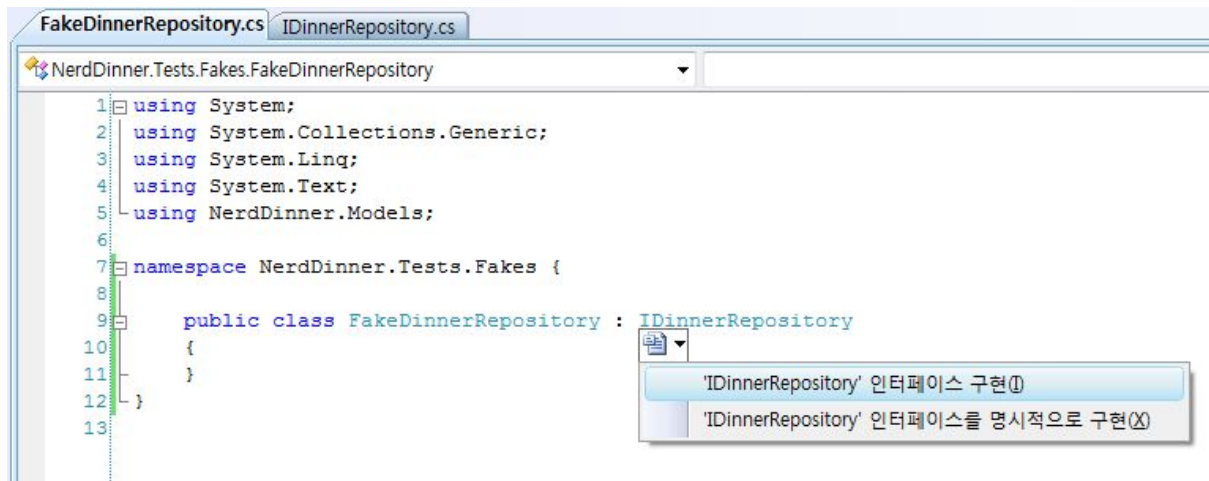 FakeDinnerRepository.cs IDinnerRepository.cs
NerdDinner.Tests.Fakes.FakeDinnerRepository
1 using System;
2 using System.Collections.Generic;
3 using System.Linq;
4 using System.Text;
5 using NerdDinner.Models;
6
7 namespace NerdDinner.Tests.Fakes {
8
9 public class FakeDinnerRepository : IDinnerRepository
10 {
11 }
12 }
13
'IDinnerRepository' 인터페이스 구현(I)
'IDinnerRepository' 인터페이스를 명시적으로 구현(X)